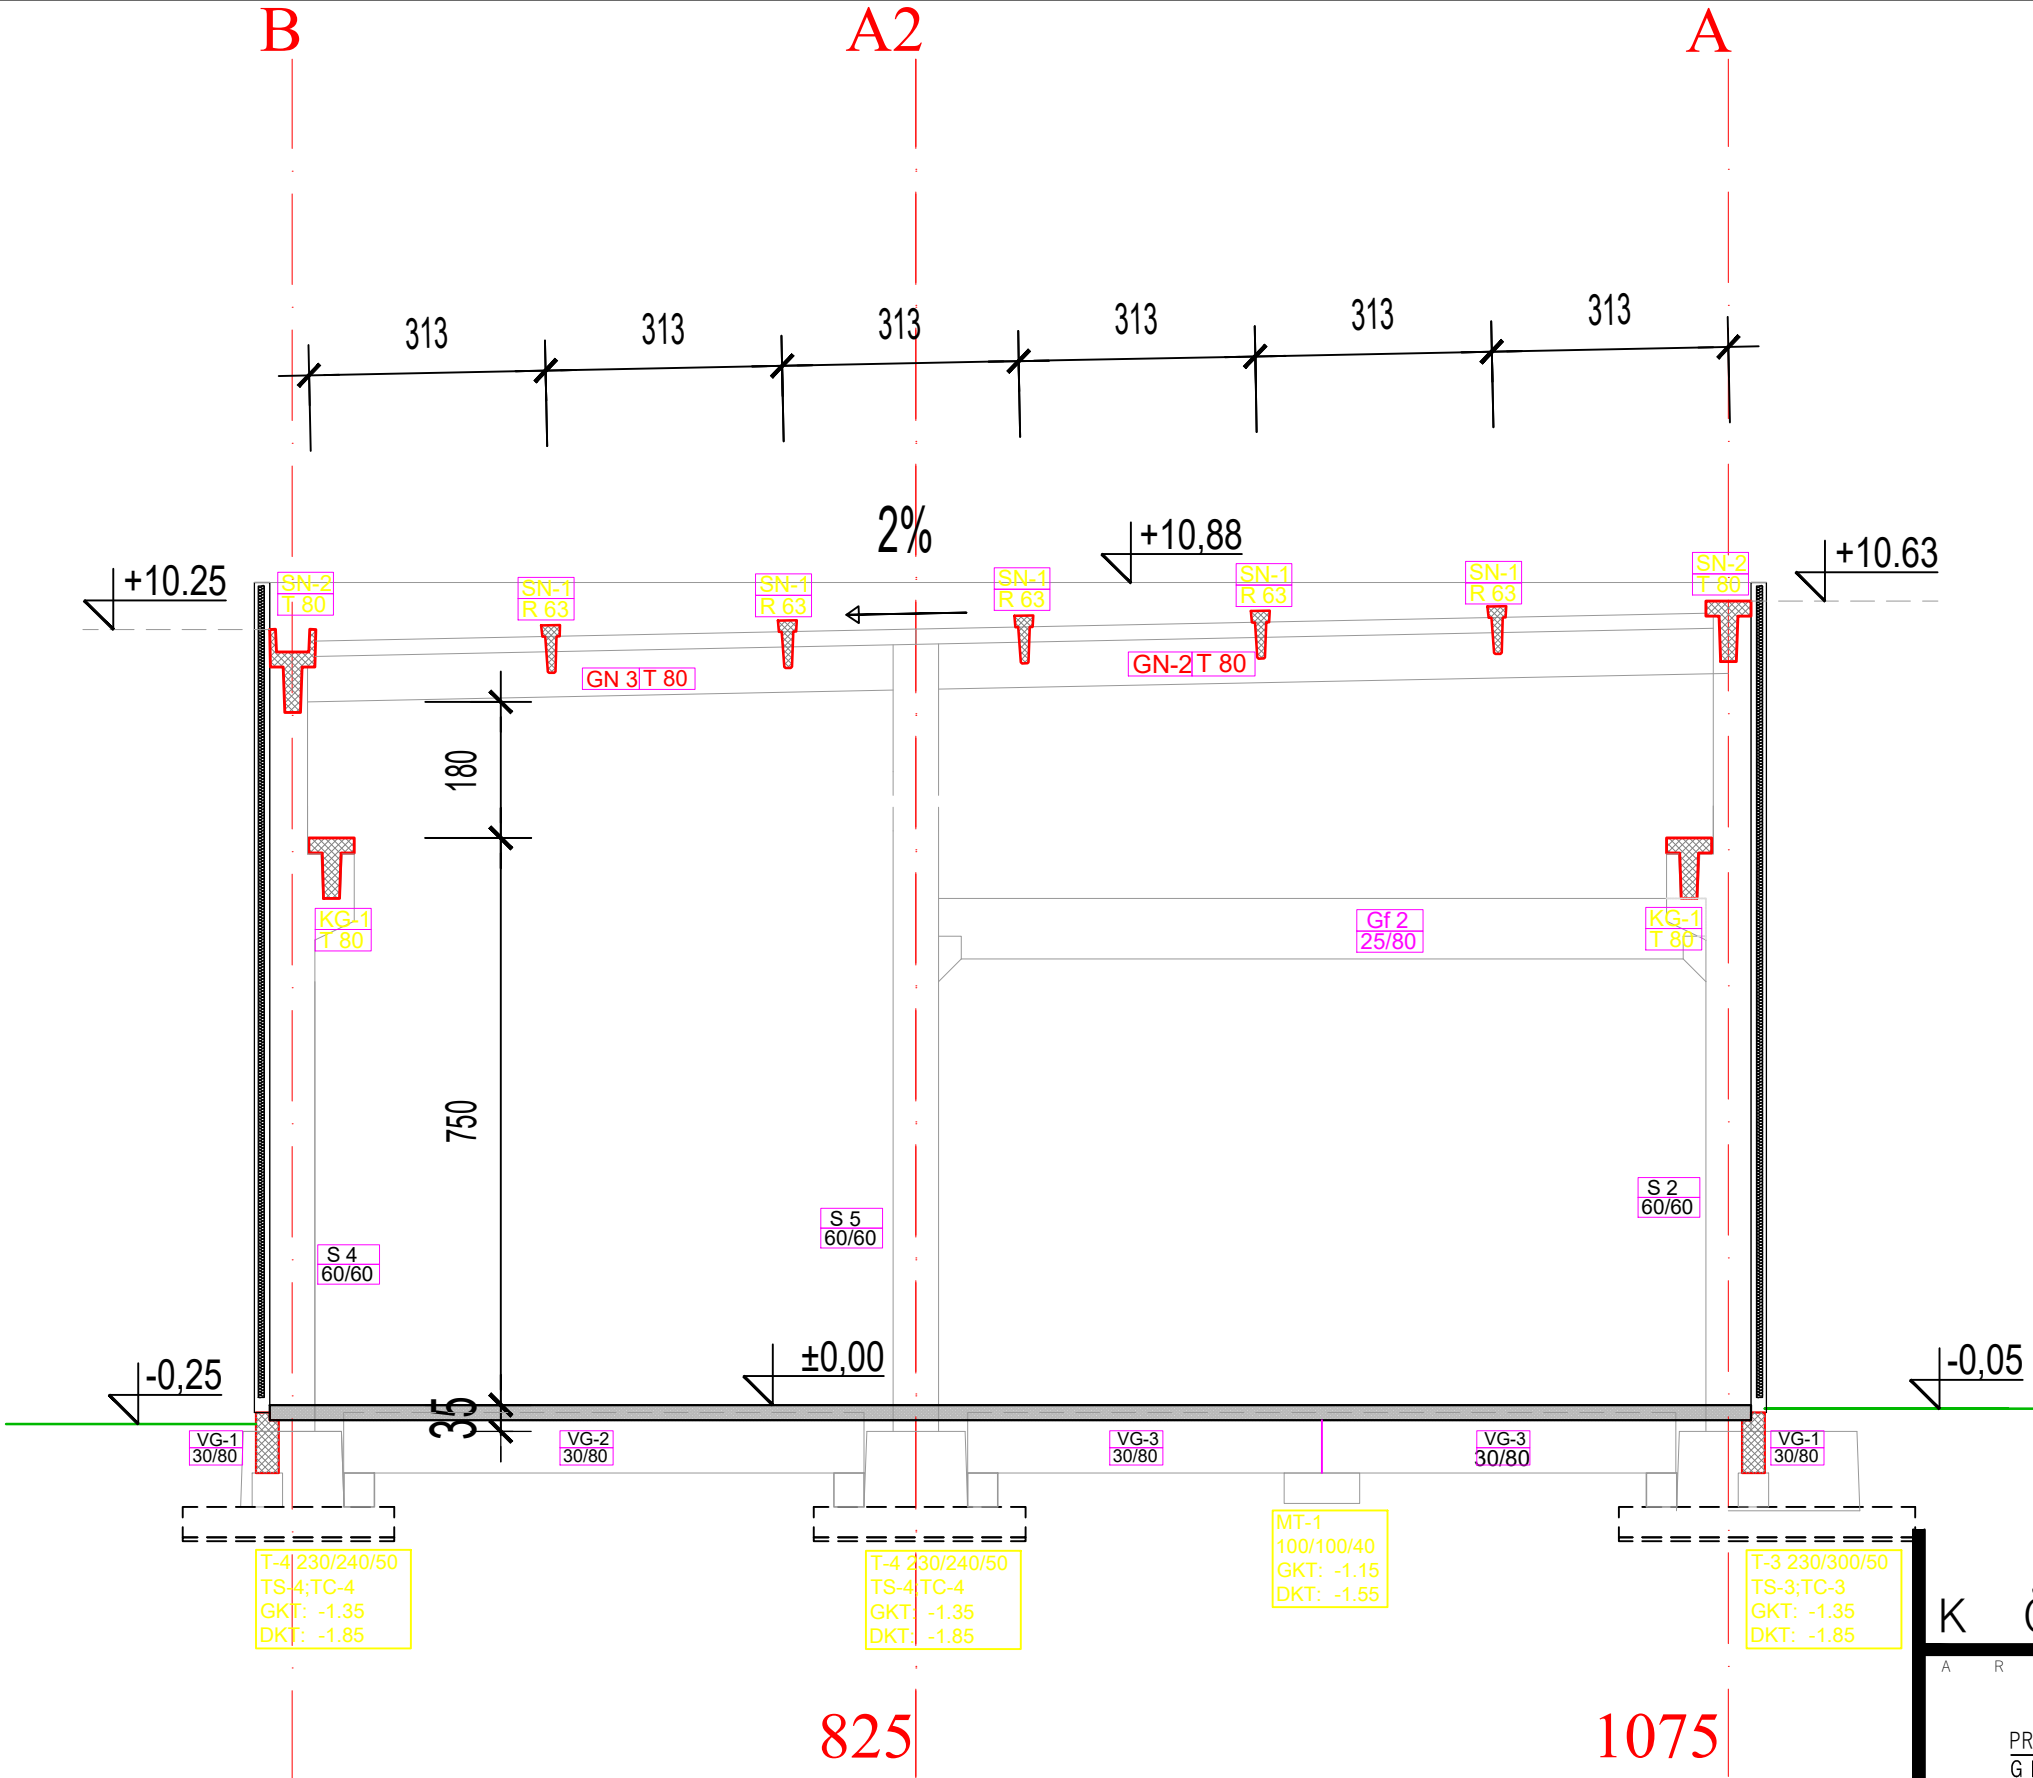 B
A2
A
313
313
313
313
313
313
2%
+10,88
+10.25
+10.63
SN-2
T 80
SN-1
R 63
SN-1
R 63
SN-1
R 63
SN-1
R 63
SN-1
R 63
SN-2
T 80
GN 3 T 80
GN-2 T 80
180
KG-1
T 80
Gf 2
25/80
KG-1
T 80
750
S 4
60/60
S 5
60/60
S 2
60/60
-0,25
±0,00
-0,05
35
VG-1
30/80
VG-2
30/80
VG-3
30/80
VG-3
30/80
VG-1
30/80
T-4 230/240/50
TS-4;TC-4
GKT: -1.35
DKT: -1.85
T-4 230/240/50
TS-4;TC-4
GKT: -1.35
DKT: -1.85
MT-1
100/100/40
GKT: -1.15
DKT: -1.55
T-3 230/300/50
TS-3;TC-3
GKT: -1.35
DKT: -1.85
K
A R
825
1075
PR
G